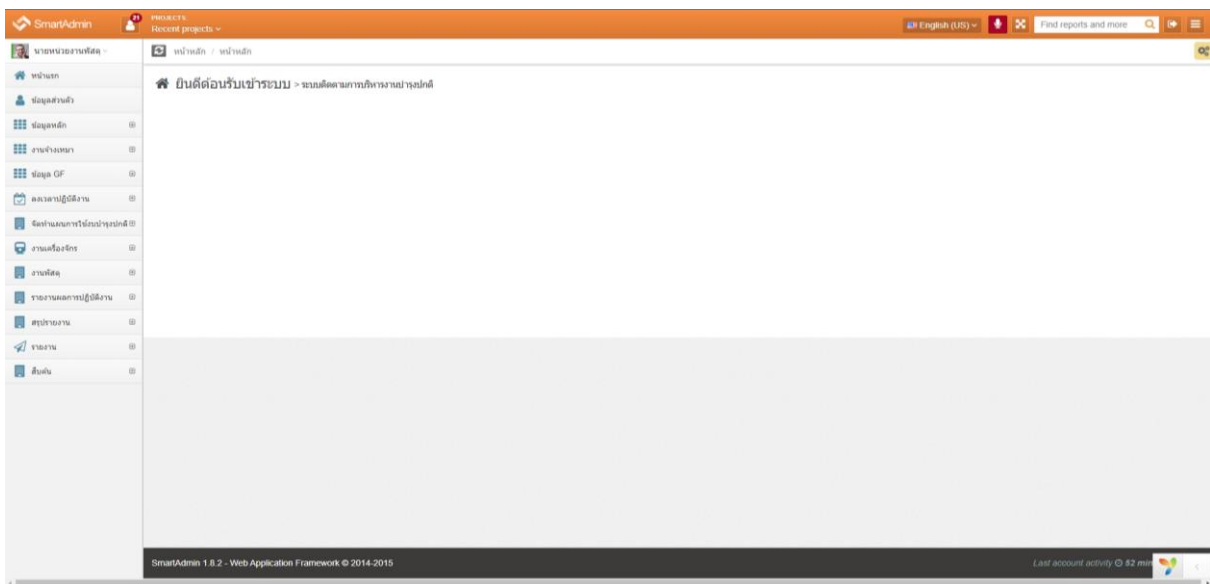 SmartAdmin
21
PROJECTS
Recent projects
English (US)
Find reports and more
นายหน่วยงานพัสดุ
หน้าหลัก / หน้าหลัก
หน้าแรก
ยินดีต้อนรับเข้าระบบ > ระบบติดตามการบริหารงานบำรุงปกติ
ข้อมูลส่วนตัว
ข้อมูลหลัก
งานจ้างเหมา
ข้อมูล GF
ลงเวลาปฏิบัติงาน
จัดทำแผนการใช้งบบำรุงปกติ
งานเครื่องจักร
งานพัสดุ
รายงานผลการปฏิบัติงาน
สรุปรายงาน
รายงาน
สืบค้น
SmartAdmin 1.8.2 - Web Application Framework © 2014-2015
Last account activity 52 min